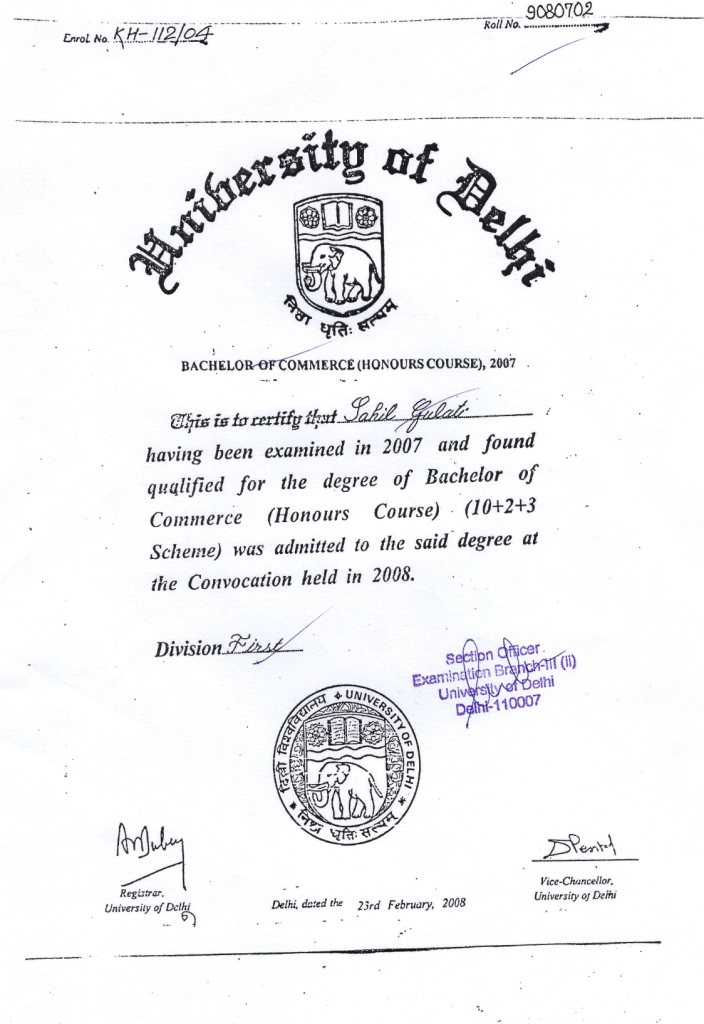 Enrol. No. KH-112/04
Roll No. 9080702
University of Delhi
निष्ठा धृतिः सत्यम्
BACHELOR OF COMMERCE (HONOURS COURSE), 2007
This is to certify that Sahil Gulati
having been examined in 2007 and found
qualified for the degree of Bachelor of
Commerce (Honours Course) (10+2+3
Scheme) was admitted to the said degree at
the Convocation held in 2008.
Division First
Section Officer
Examination Branch-III (II)
University of Delhi
Delhi-110007
दिल्ली विश्वविद्यालय UNIVERSITY OF DELHI
निष्ठा धृतिः सत्यम्
Registrar,
University of Delhi
Delhi, dated the 23rd February, 2008
Vice-Chancellor,
University of Delhi